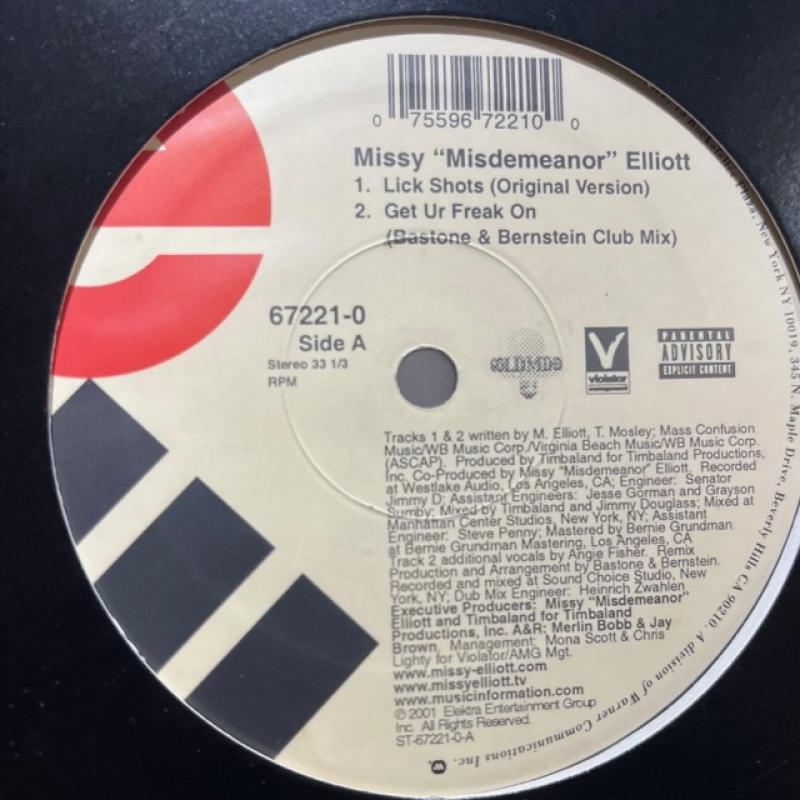 0 75596 72210 0
Missy “Misdemeanor” Elliott
1. Lick Shots (Original Version)
2. Get Ur Freak On
(Bastone & Bernstein Club Mix)
67221-0
Side A
Stereo 33 1/3
RPM
V
violator
PARENTAL
ADVISORY
EXPLICIT CONTENT
Tracks 1 & 2 written by M. Elliott, T. Mosley; Mass Confusion
Music/WB Music Corp./Virginia Beach Music/WB Music Corp.
(ASCAP). Produced by Timbaland for Timbaland Productions,
Inc. Co-Produced by Missy “Misdemeanor” Elliott. Recorded
at Westlake Audio, Los Angeles, CA; Engineer: Senator
Jimmy D; Assistant Engineers: Jesse Gorman and Grayson
Sumby; Mixed by Timbaland and Jimmy Douglass; Mixed at
Manhattan Center Studios, New York, NY; Assistant
Engineer: Steve Penny; Mastered by Bernie Grundman
at Bernie Grundman Mastering, Los Angeles, CA
Track 2 additional vocals by Angie Fisher. Remix
Production and Arrangement by Bastone & Bernstein.
Recorded and mixed at Sound Choice Studio, New
York, NY; Dub Mix Engineer: Heinrich Zwahlen
Executive Producers: Missy “Misdemeanor”
Elliott and Timbaland for Timbaland
Productions, Inc. A&R: Merlin Bobb & Jay
Brown, Management: Mona Scott & Chris
Lighty for Violator/AMG Mgt.
www.missy-elliott.com
www.missyelliott.tv
www.musicinformation.com
℗ 2001 Elektra Entertainment Group
Inc. All Rights Reserved.
ST-67221-0-A
Plaza, New York NY 10019, 345 N. Maple Drive, Beverly Hills CA 90210. A division of Warner Communications Inc.